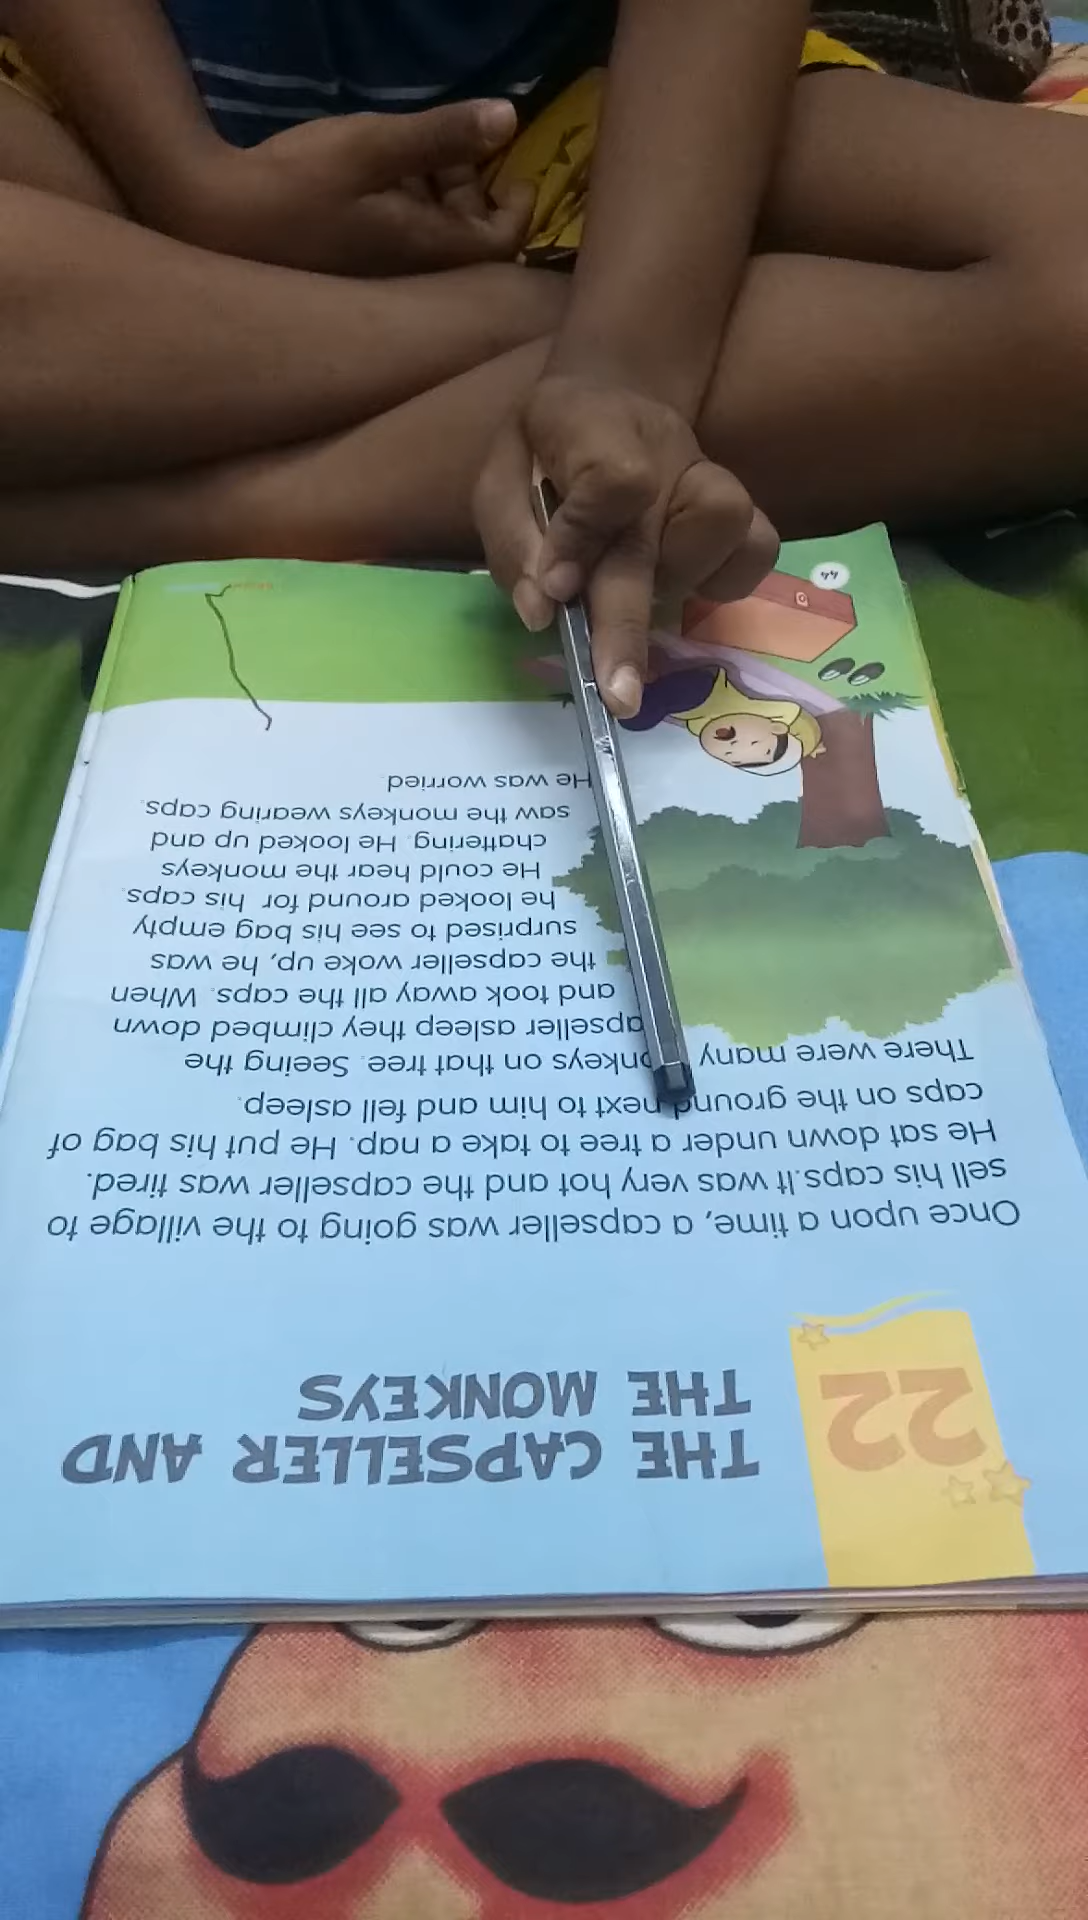 22
THE CAPSELLER AND
THE MONKEYS
Once upon a time, a capseller was going to the village to
sell his caps.It was very hot and the capseller was tired.
He sat down under a tree to take a nap. He put his bag of
caps on the ground next to him and fell asleep.
There were many onkeys on that tree. Seeing the
apseller asleep they climbed down
and took away all the caps. When
the capseller woke up, he was
surprised to see his bag empty
he looked around for his caps.
He could hear the monkeys
chattering. He looked up and
saw the monkeys wearing caps.
He was worried.
44